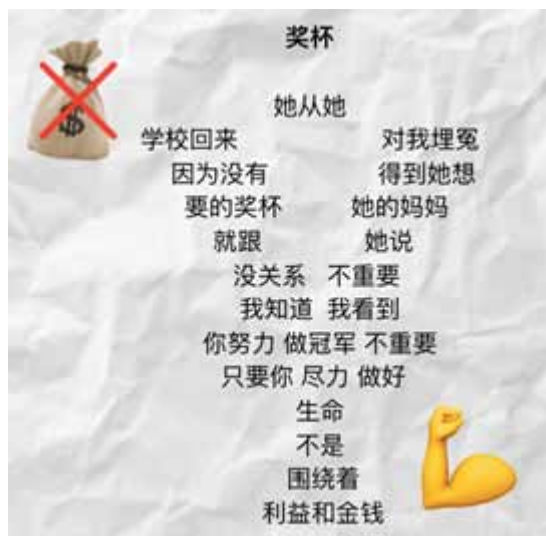 奖杯
她从她
学校回来 对我埋冤
因为没有 得到她想
要的奖杯 她的妈妈
就跟 她说
没关系 不重要
我知道 我看到
你努力 做冠军 不重要
只要你 尽力 做好
生命
不是
围绕着
利益和金钱
$